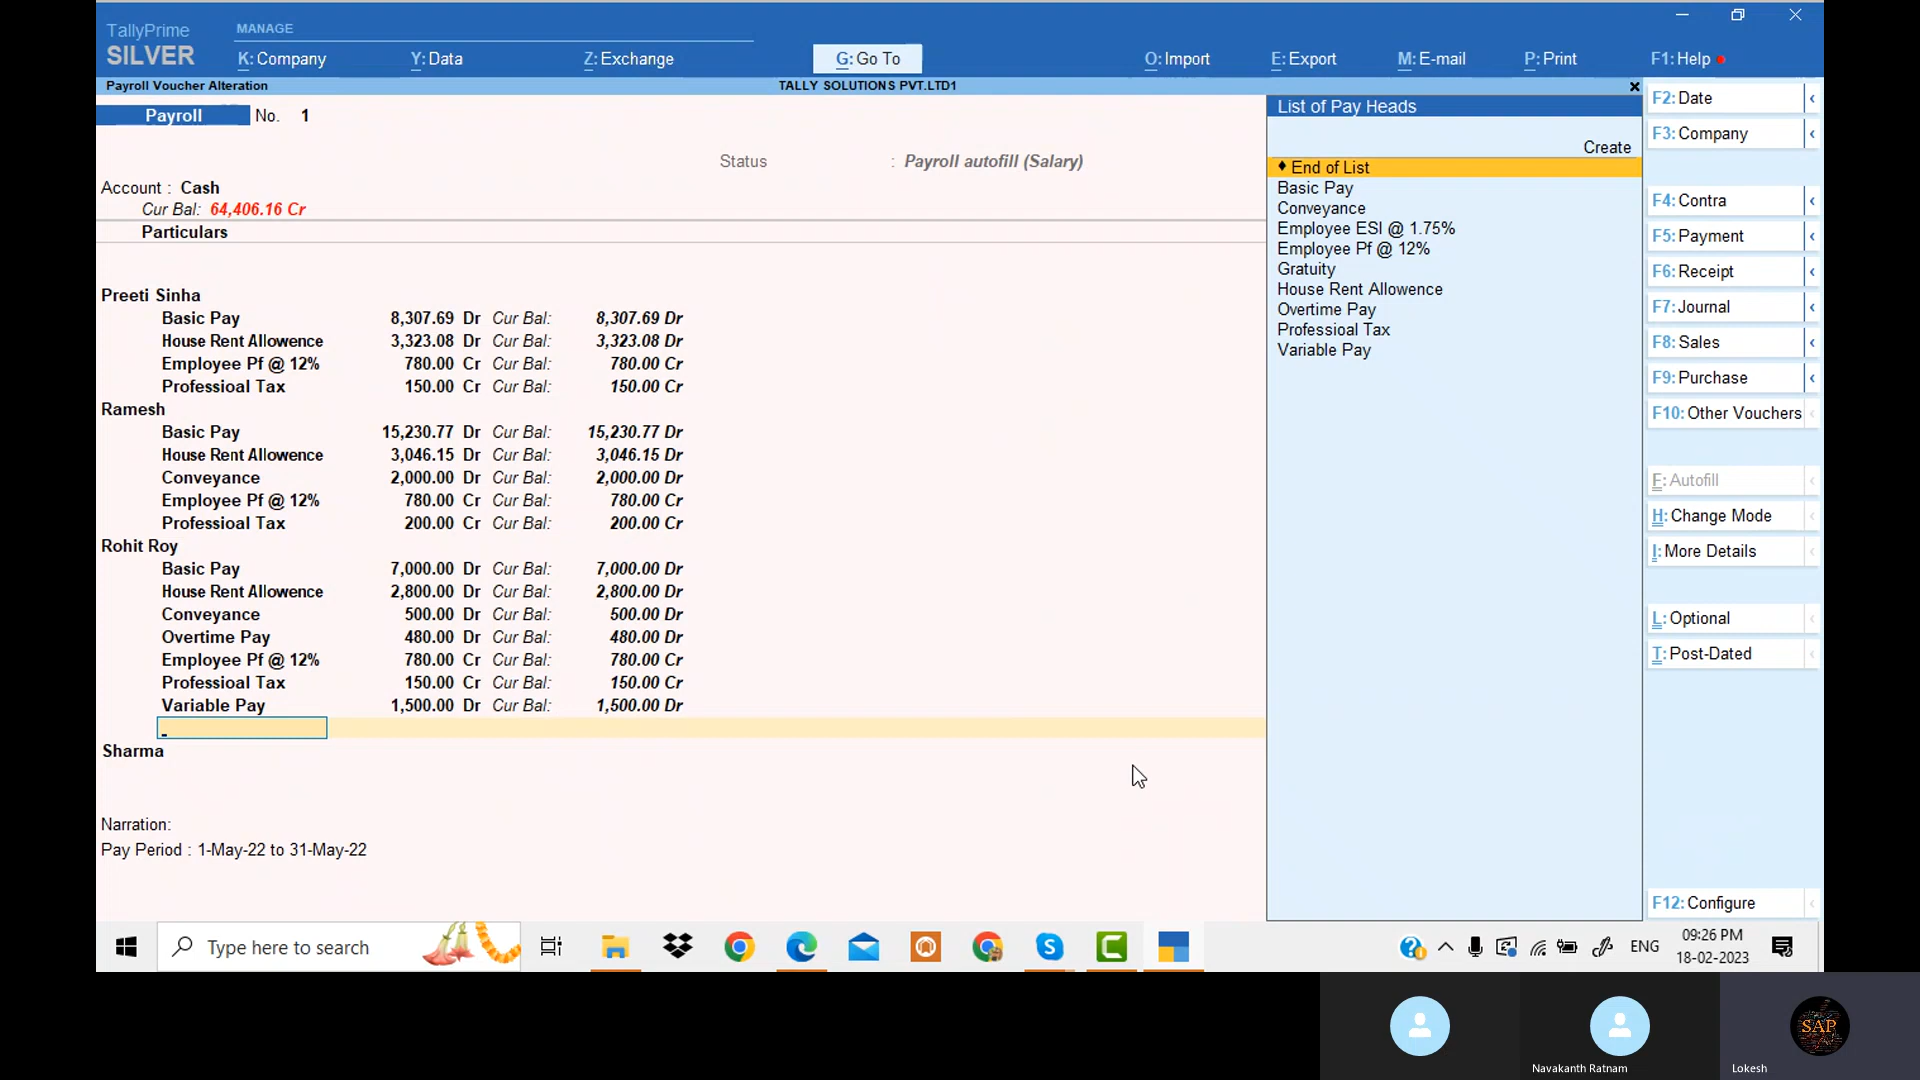 TallyPrime
SILVER
MANAGE
K: Company
Y: Data
Z: Exchange
G: Go To
O: Import
E: Export
M: E-mail
P: Print
F1: Help
Payroll Voucher Alteration
TALLY SOLUTIONS PVT.LTD1
Payroll No. 1
Status : Payroll autofill (Salary)
Account : Cash
Cur Bal: 64,406.16 Cr
Particulars
Preeti Sinha
Basic Pay 8,307.69 Dr Cur Bal: 8,307.69 Dr
House Rent Allowence 3,323.08 Dr Cur Bal: 3,323.08 Dr
Employee Pf @ 12% 780.00 Cr Cur Bal: 780.00 Cr
Professioal Tax 150.00 Cr Cur Bal: 150.00 Cr
Ramesh
Basic Pay 15,230.77 Dr Cur Bal: 15,230.77 Dr
House Rent Allowence 3,046.15 Dr Cur Bal: 3,046.15 Dr
Conveyance 2,000.00 Dr Cur Bal: 2,000.00 Dr
Employee Pf @ 12% 780.00 Cr Cur Bal: 780.00 Cr
Professioal Tax 200.00 Cr Cur Bal: 200.00 Cr
Rohit Roy
Basic Pay 7,000.00 Dr Cur Bal: 7,000.00 Dr
House Rent Allowence 2,800.00 Dr Cur Bal: 2,800.00 Dr
Conveyance 500.00 Dr Cur Bal: 500.00 Dr
Overtime Pay 480.00 Dr Cur Bal: 480.00 Dr
Employee Pf @ 12% 780.00 Cr Cur Bal: 780.00 Cr
Professioal Tax 150.00 Cr Cur Bal: 150.00 Cr
Variable Pay 1,500.00 Dr Cur Bal: 1,500.00 Dr
Sharma
Narration:
Pay Period : 1-May-22 to 31-May-22
List of Pay Heads
Create
♦ End of List
Basic Pay
Conveyance
Employee ESI @ 1.75%
Employee Pf @ 12%
Gratuity
House Rent Allowence
Overtime Pay
Professioal Tax
Variable Pay
F2: Date
F3: Company
F4: Contra
F5: Payment
F6: Receipt
F7: Journal
F8: Sales
F9: Purchase
F10: Other Vouchers
F: Autofill
H: Change Mode
I: More Details
L: Optional
T: Post-Dated
F12: Configure
Type here to search
ENG
09:26 PM
18-02-2023
SAP
Navakanth Ratnam
Lokesh